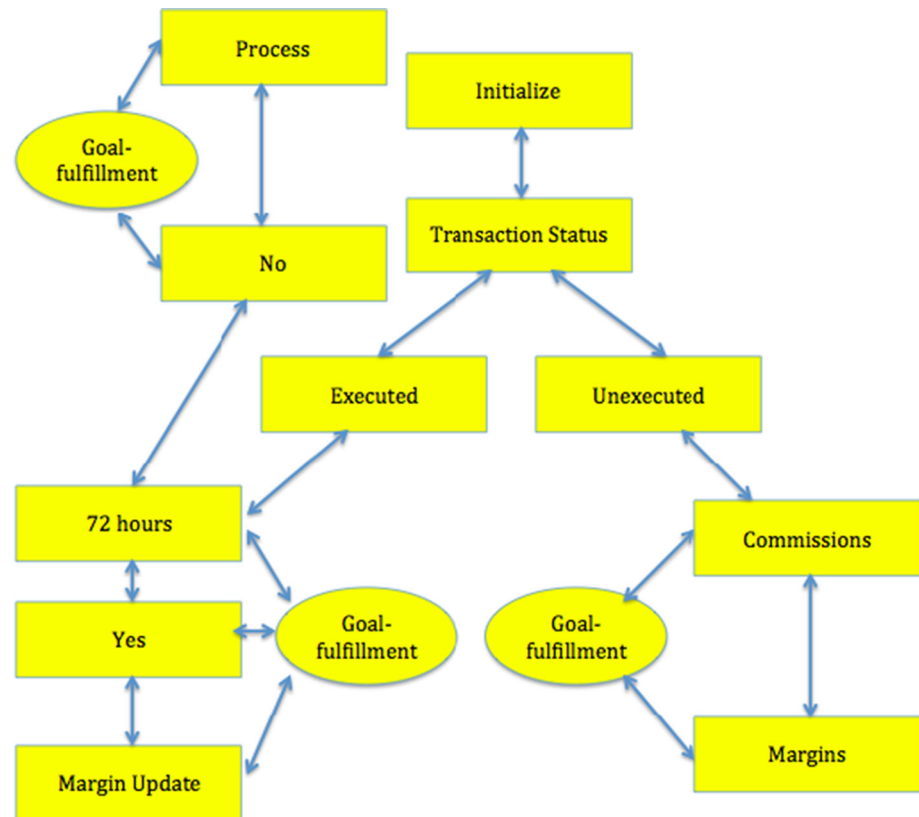 Process
Initialize
Goal-
fulfillment
Transaction Status
No
Executed
Unexecuted
72 hours
Commissions
Yes
Goal-
fulfillment
Goal-
fulfillment
Margin Update
Margins